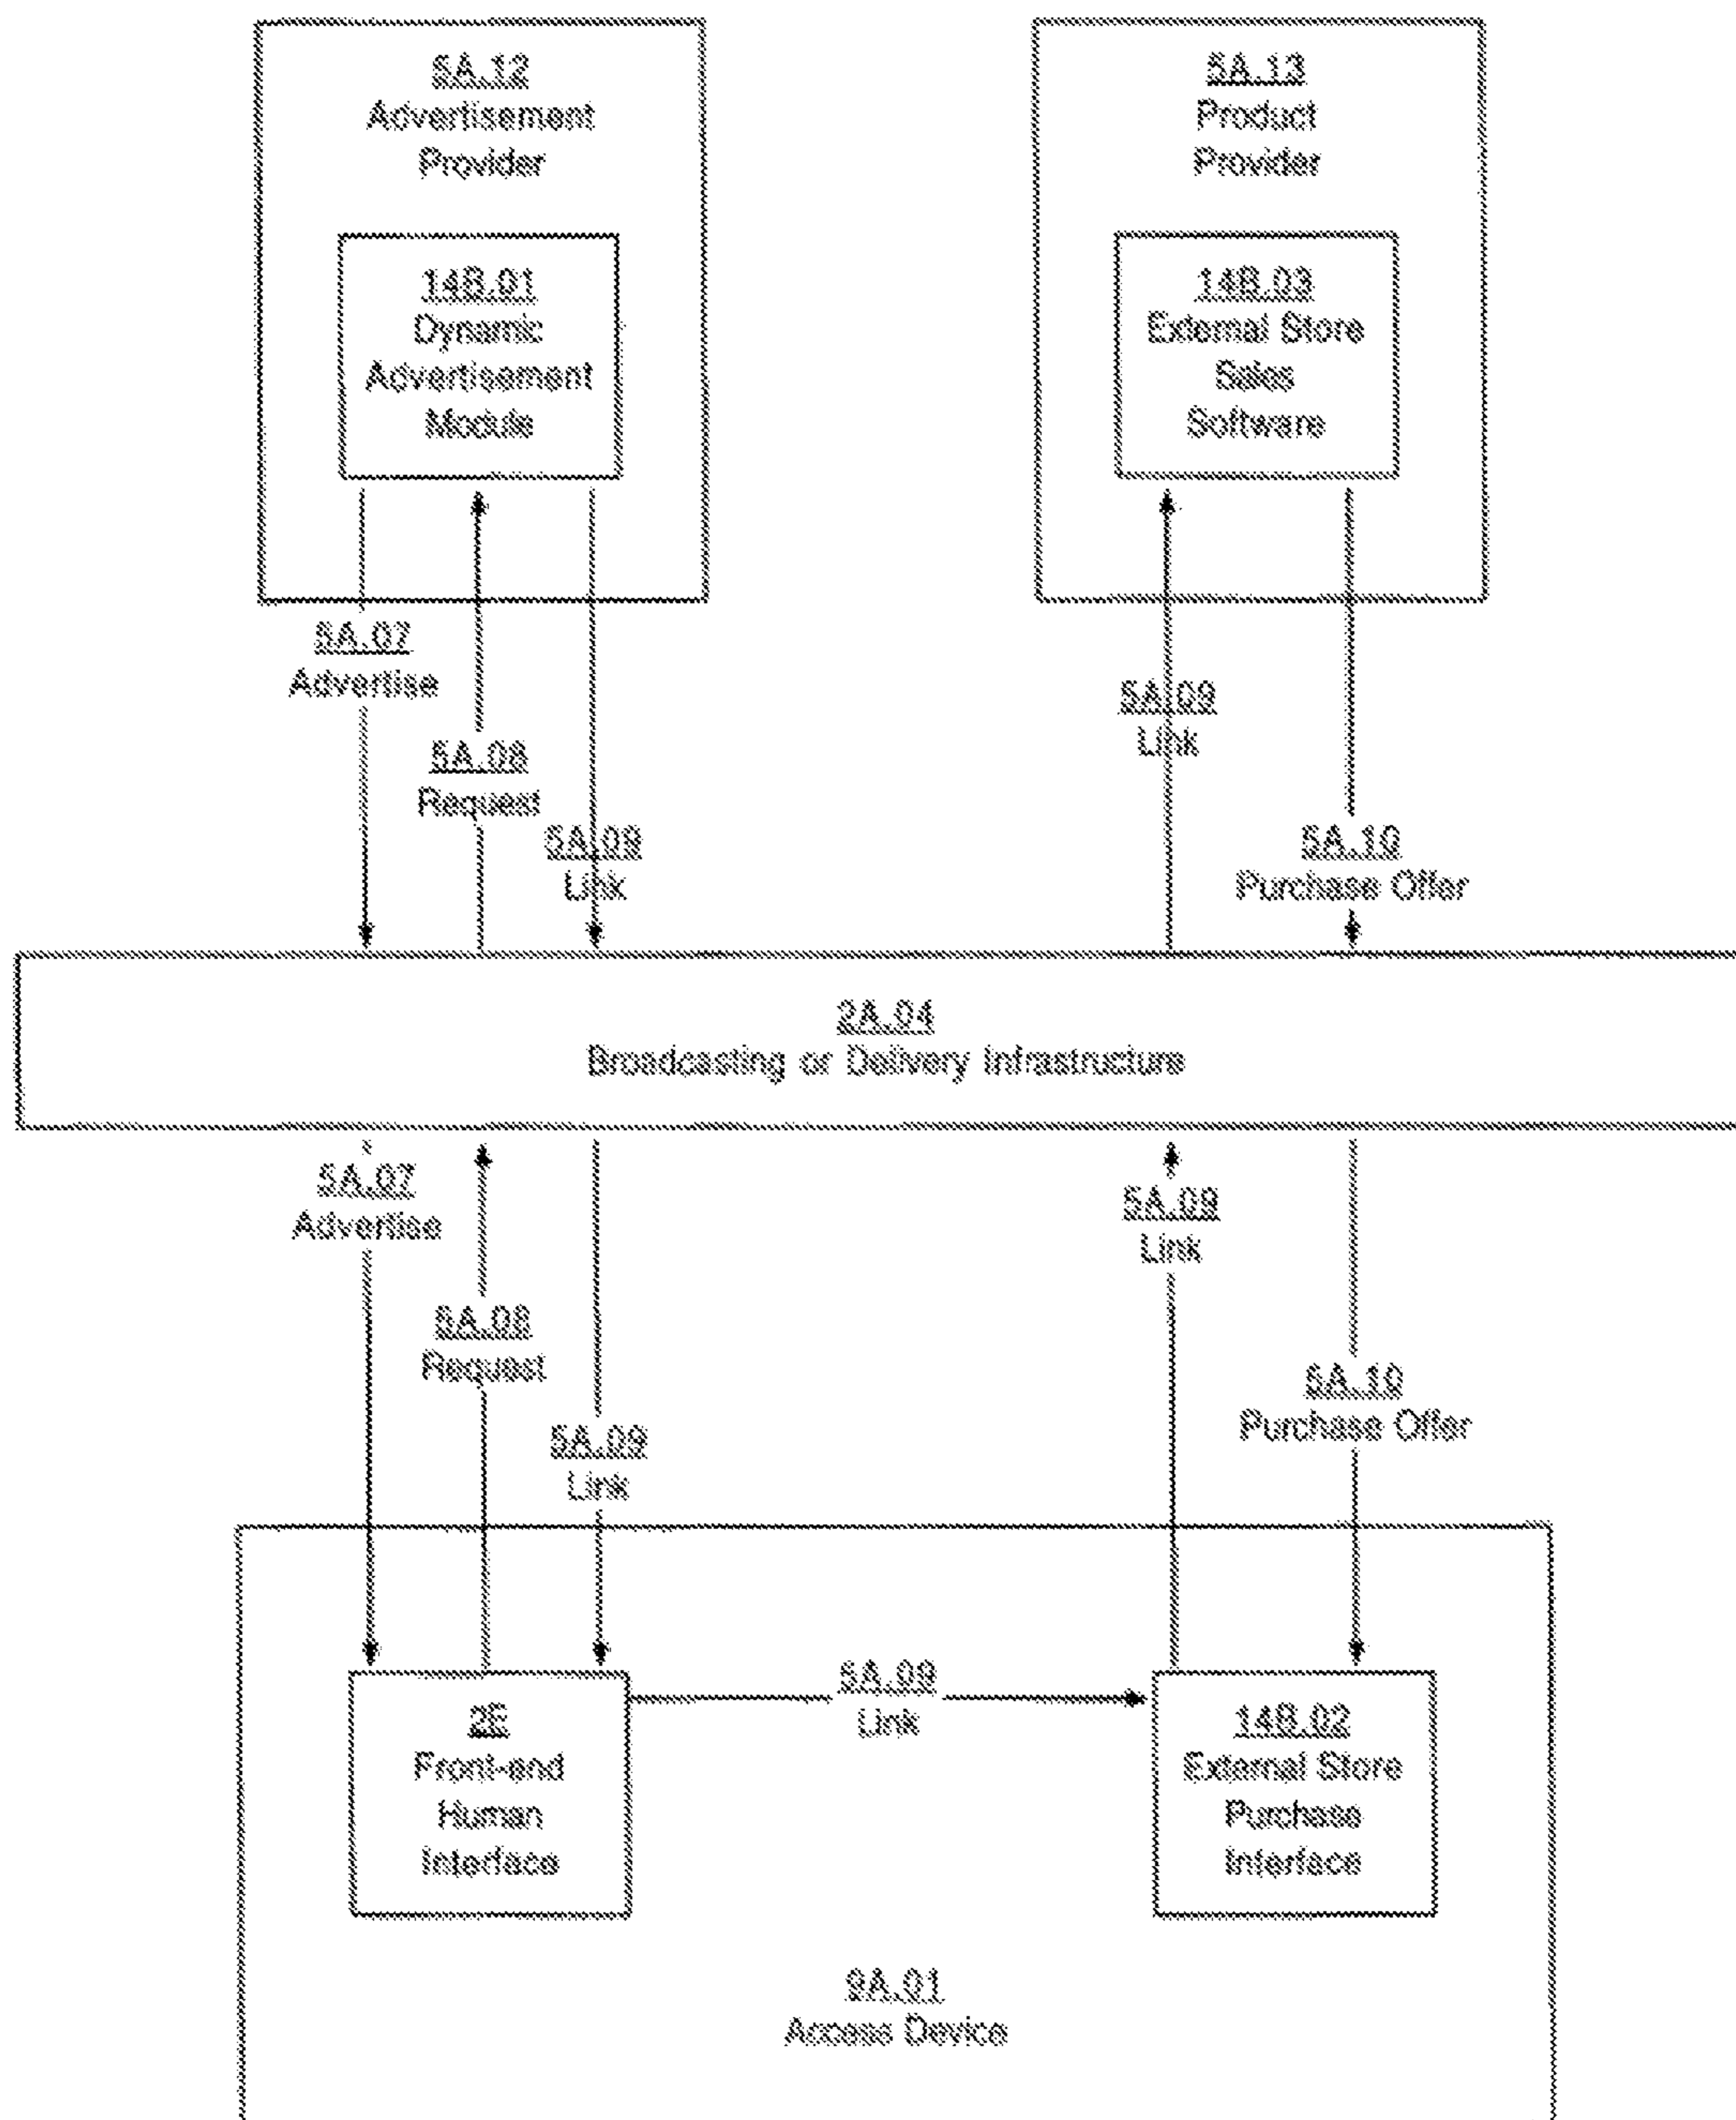 5A.12
Advertisement
Provider
14B.01
Dynamic
Advertisement
Module
5A.13
Product
Provider
14B.03
External Store
Sales
Software
5A.07
Advertise
5A.08
Request
5A.09
Link
5A.09
Link
5A.10
Purchase Offer
2A.04
Broadcasting or Delivery Infrastructure
5A.07
Advertise
5A.08
Request
5A.09
Link
5A.09
Link
5A.10
Purchase Offer
5A.09
Link
2E
Front-end
Human
Interface
14B.02
External Store
Purchase
Interface
9A.01
Access Device